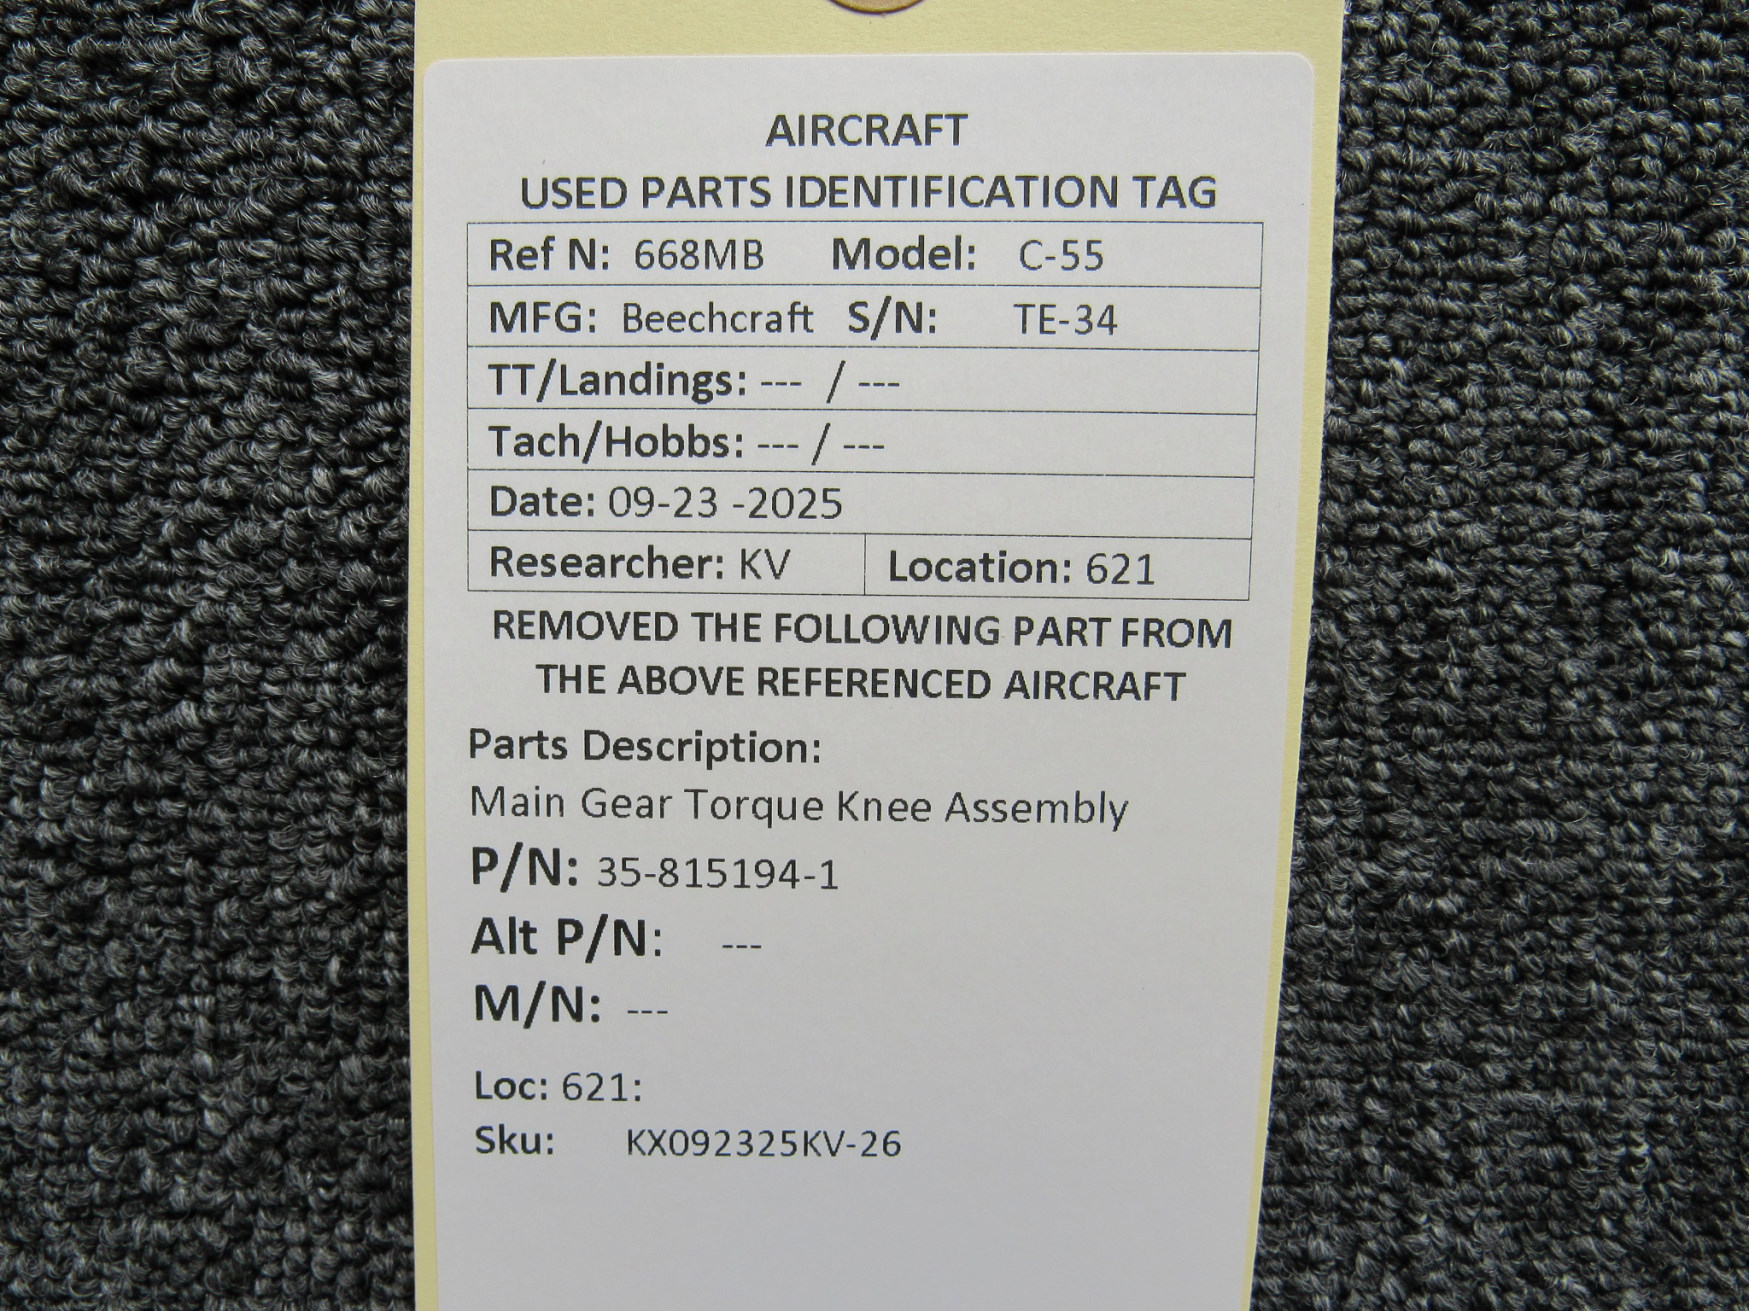 AIRCRAFT
USED PARTS IDENTIFICATION TAG
Ref N: 668MB Model: C-55
MFG: Beechcraft S/N: TE-34
TT/Landings: --- / ---
Tach/Hobbs: --- / ---
Date: 09-23 -2025
Researcher: KV Location: 621
REMOVED THE FOLLOWING PART FROM
THE ABOVE REFERENCED AIRCRAFT
Parts Description:
Main Gear Torque Knee Assembly
P/N: 35-815194-1
Alt P/N: ---
M/N: ---
Loc: 621:
Sku: KX092325KV-26